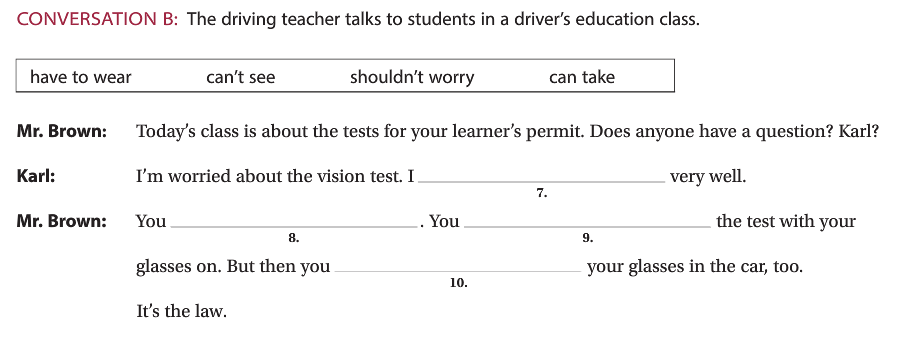 CONVERSATION B: The driving teacher talks to students in a driver's education class.
have to wear can't see shouldn't worry can take
Mr. Brown: Today's class is about the tests for your learner's permit. Does anyone have a question? Karl?
Karl: I'm worried about the vision test. I ____________ very well.
7.
Mr. Brown: You ____________. You ____________ the test with your
8. 9.
glasses on. But then you ____________ your glasses in the car, too.
10.
It's the law.